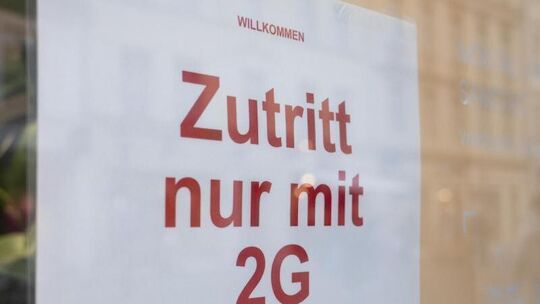 WILLKOMMEN
Zutritt
nur mit
2G